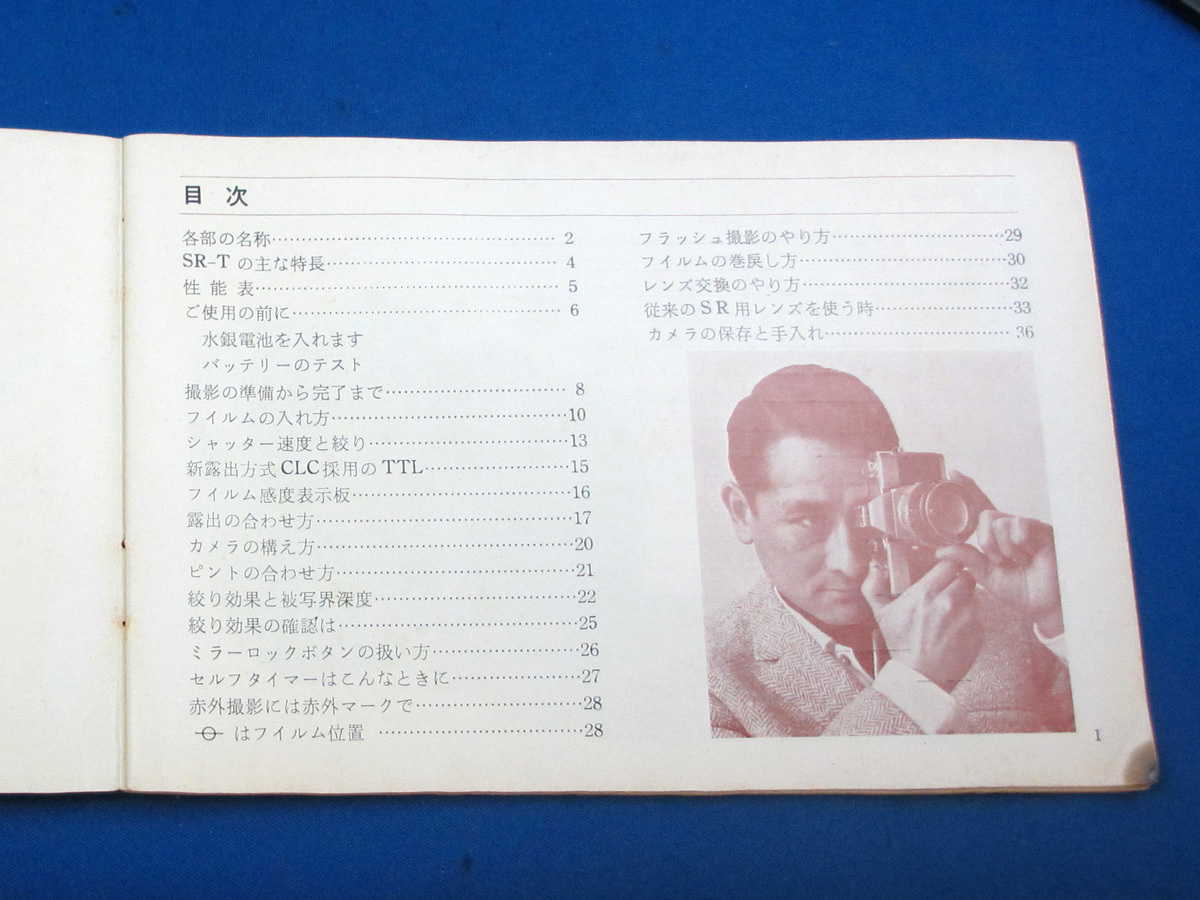 目次
各部の名称……………………………………… 2
SR-Tの主な特長……………………………… 4
性能表………………………………………… 5
ご使用の前に…………………………………… 6
水銀電池を入れます
バッテリーのテスト
撮影の準備から完了まで……………………… 8
フイルムの入れ方………………………………10
シャッター速度と絞り…………………………13
新露出方式CLC採用のTTL……………………15
フイルム感度表示板……………………………16
露出の合わせ方…………………………………17
カメラの構え方…………………………………20
ピントの合わせ方………………………………21
絞り効果と被写界深度…………………………22
絞り効果の確認は………………………………25
ミラーロックボタンの扱い方…………………26
セルフタイマーはこんなときに………………27
赤外撮影には赤外マークで……………………28
はフイルム位置 …………………………28
フラッシュ撮影のやり方………………………29
フイルムの巻戻し方……………………………30
レンズ交換のやり方……………………………32
従来のSR用レンズを使う時…………………33
カメラの保存と手入れ…………………………36
1